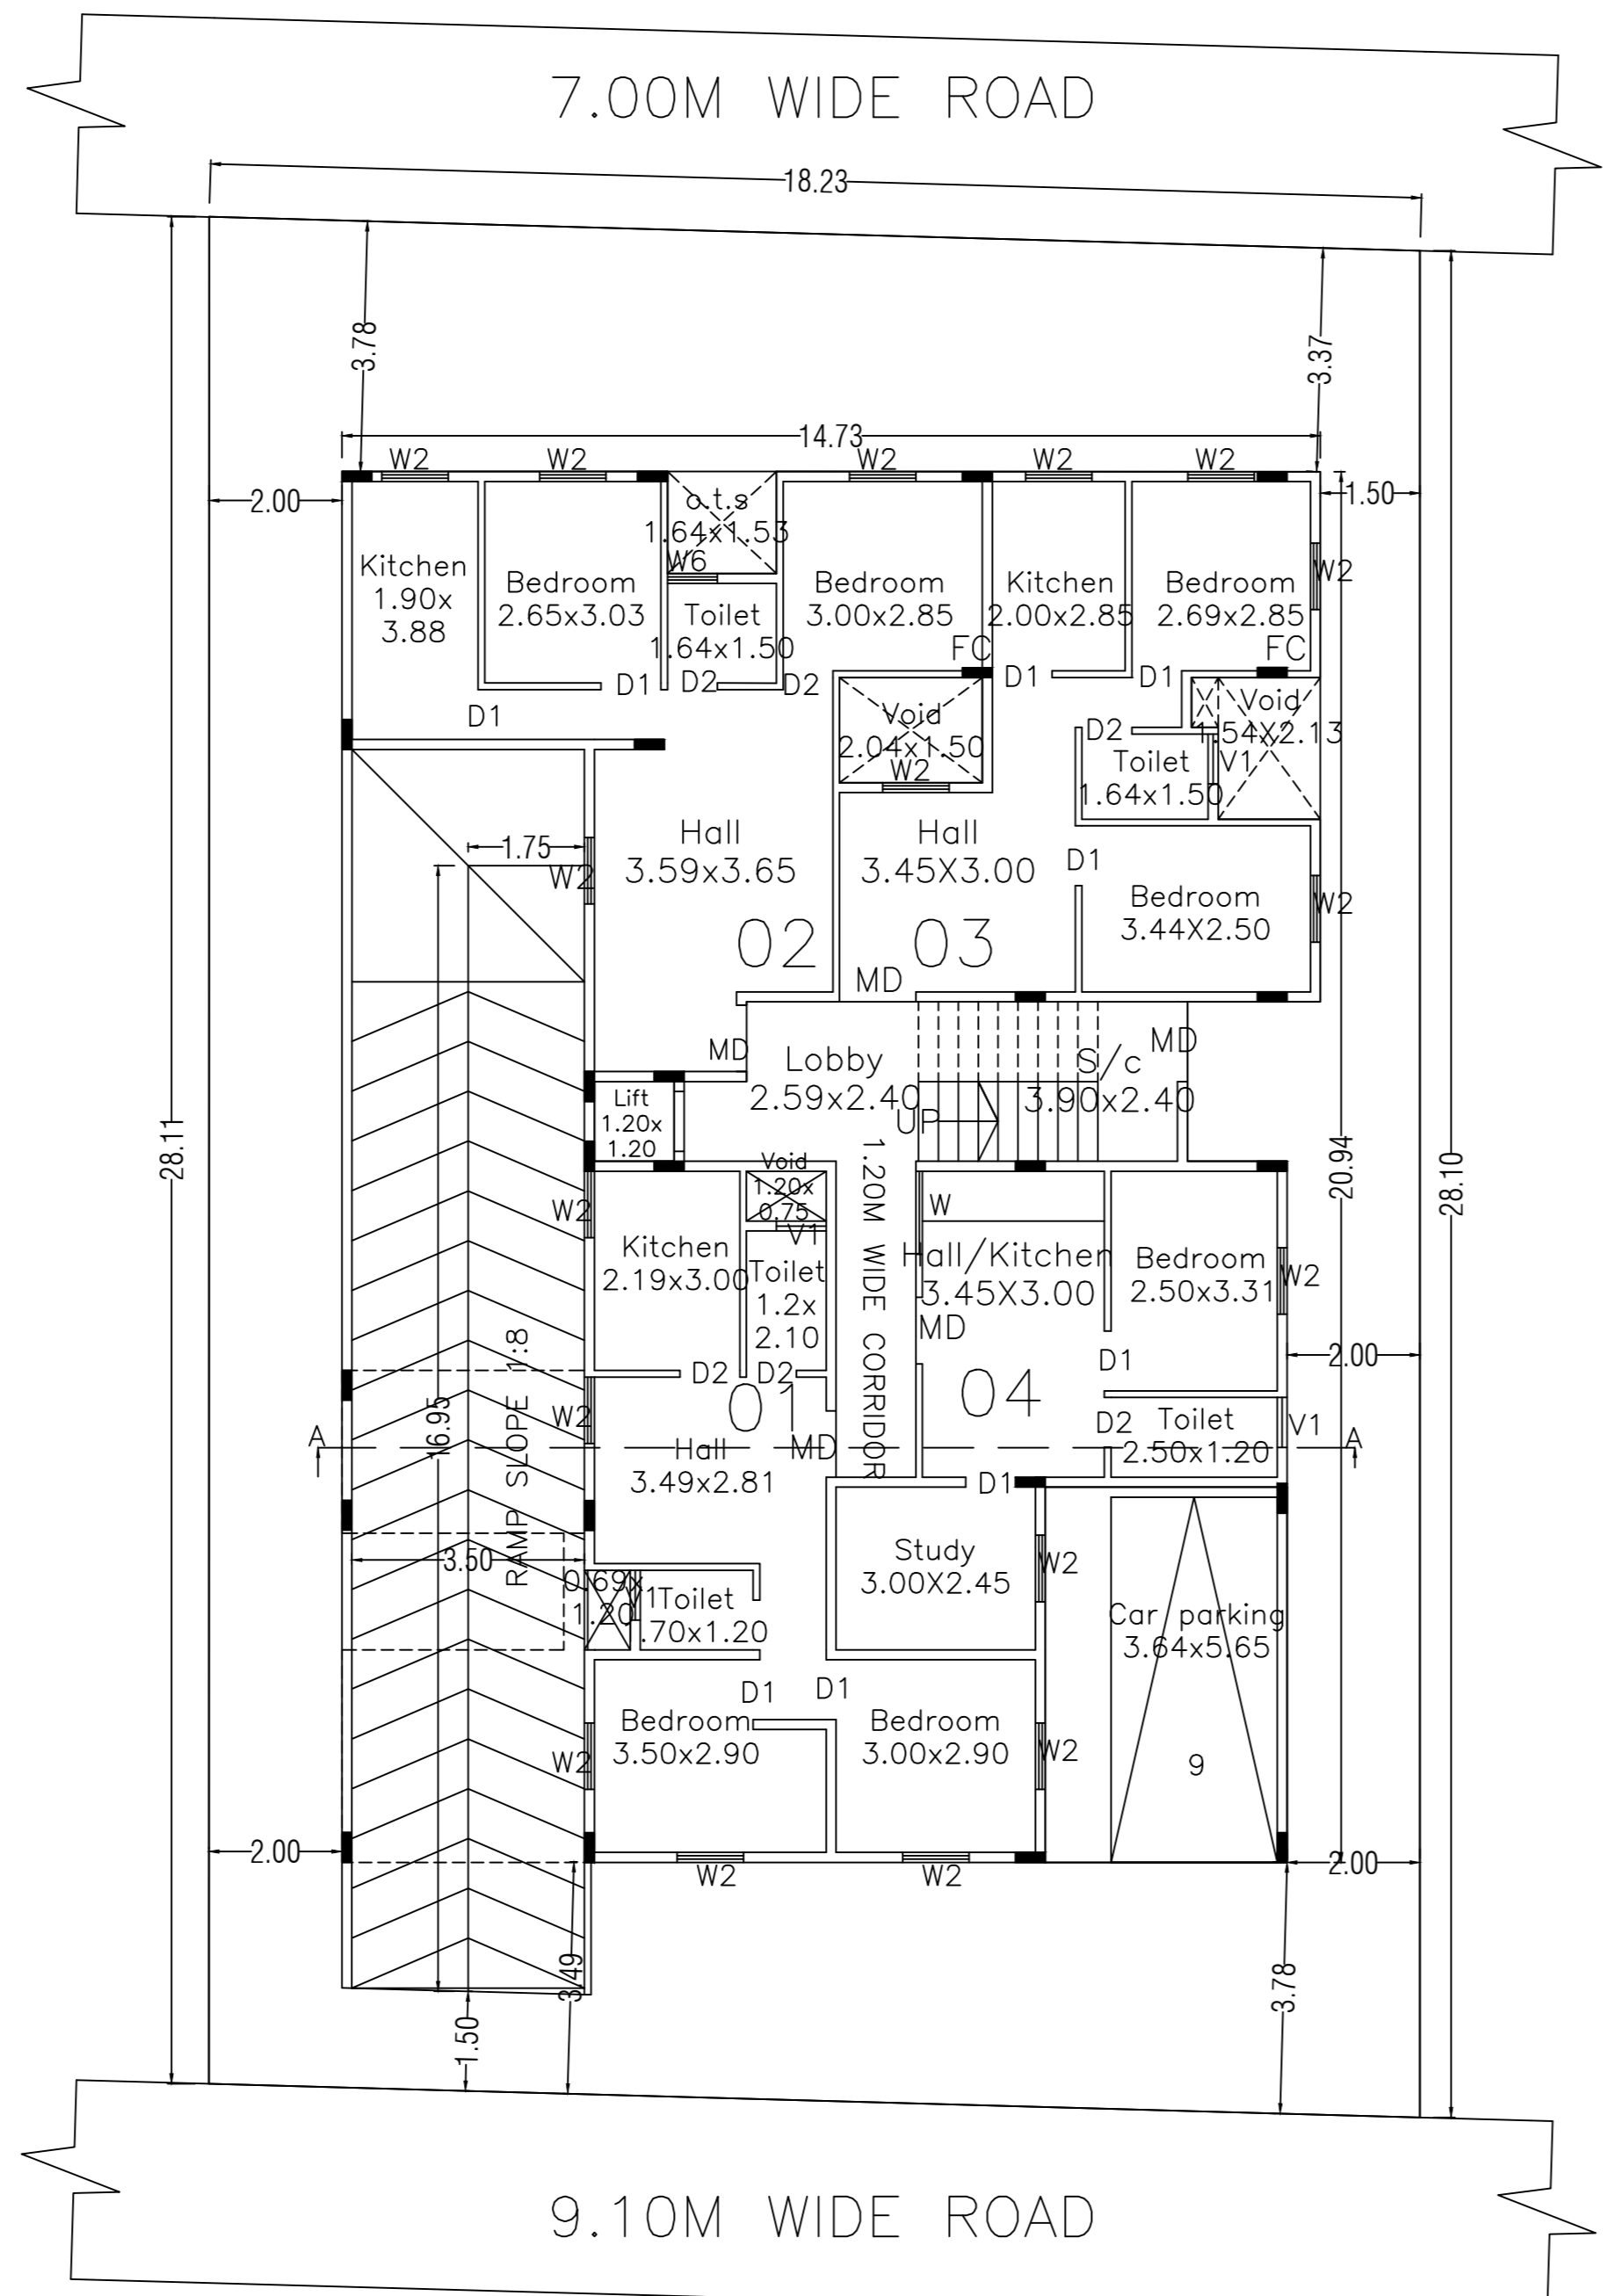 7.00M WIDE ROAD
18.23
3.78
3.37
14.73
W2
W2
W2
W2
W2
2.00
1.50
o.t.s
1.64x1.53
W6
Kitchen
1.90x
3.88
Bedroom
2.65x3.03
Toilet
1.64x1.50
Bedroom
3.00x2.85
Kitchen
2.00x2.85
Bedroom
2.69x2.85
W2
FC
FC
D1
D1
D2
D2
D1
D1
Void
2.04x1.50
W2
Void
1.54X2.13
D2
Toilet
1.64x1.50
V1
1.75
W2
Hall
3.59x3.65
Hall
3.45X3.00
D1
Bedroom
3.44X2.50
W2
02
03
MD
MD
Lobby
2.59x2.40
S/c
3.90x2.40
MD
UP
Lift
1.20x
1.20
28.11
20.94
28.10
Void
1.20x
0.75
V1
W2
Kitchen
2.19x3.00
Toilet
1.2x
2.10
1.20M WIDE CORRIDOR
W
Hall/Kitchen
3.45X3.00
MD
Bedroom
2.50x3.31
W2
D1
2.00
D2
D2
01
04
W2
16.95
RAMP SLOPE 1:8
A
Hall
3.49x2.81
MD
D2
Toilet
2.50x1.20
V1
A
D1
3.50
Study
3.00X2.45
W2
0.69x
1.20
Toilet
.70x1.20
Car parking
3.64x5.65
D1
D1
Bedroom
3.50x2.90
Bedroom
3.00x2.90
W2
W2
9
2.00
2.00
W2
W2
3.49
3.78
1.50
9.10M WIDE ROAD